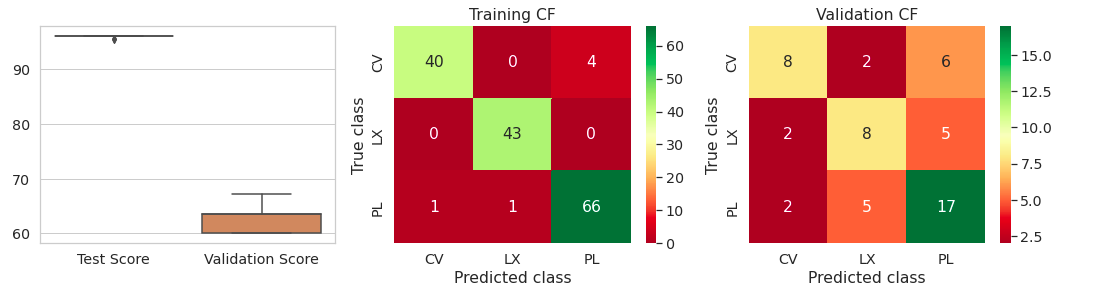 90
80
70
60
Test Score
Validation Score
Training CF
True class
CV
LX
PL
40
0
4
0
43
0
1
1
66
CV
LX
PL
Predicted class
60
50
40
30
20
10
0
Validation CF
True class
CV
LX
PL
8
2
6
2
8
5
2
5
17
CV
LX
PL
Predicted class
15.0
12.5
10.0
7.5
5.0
2.5